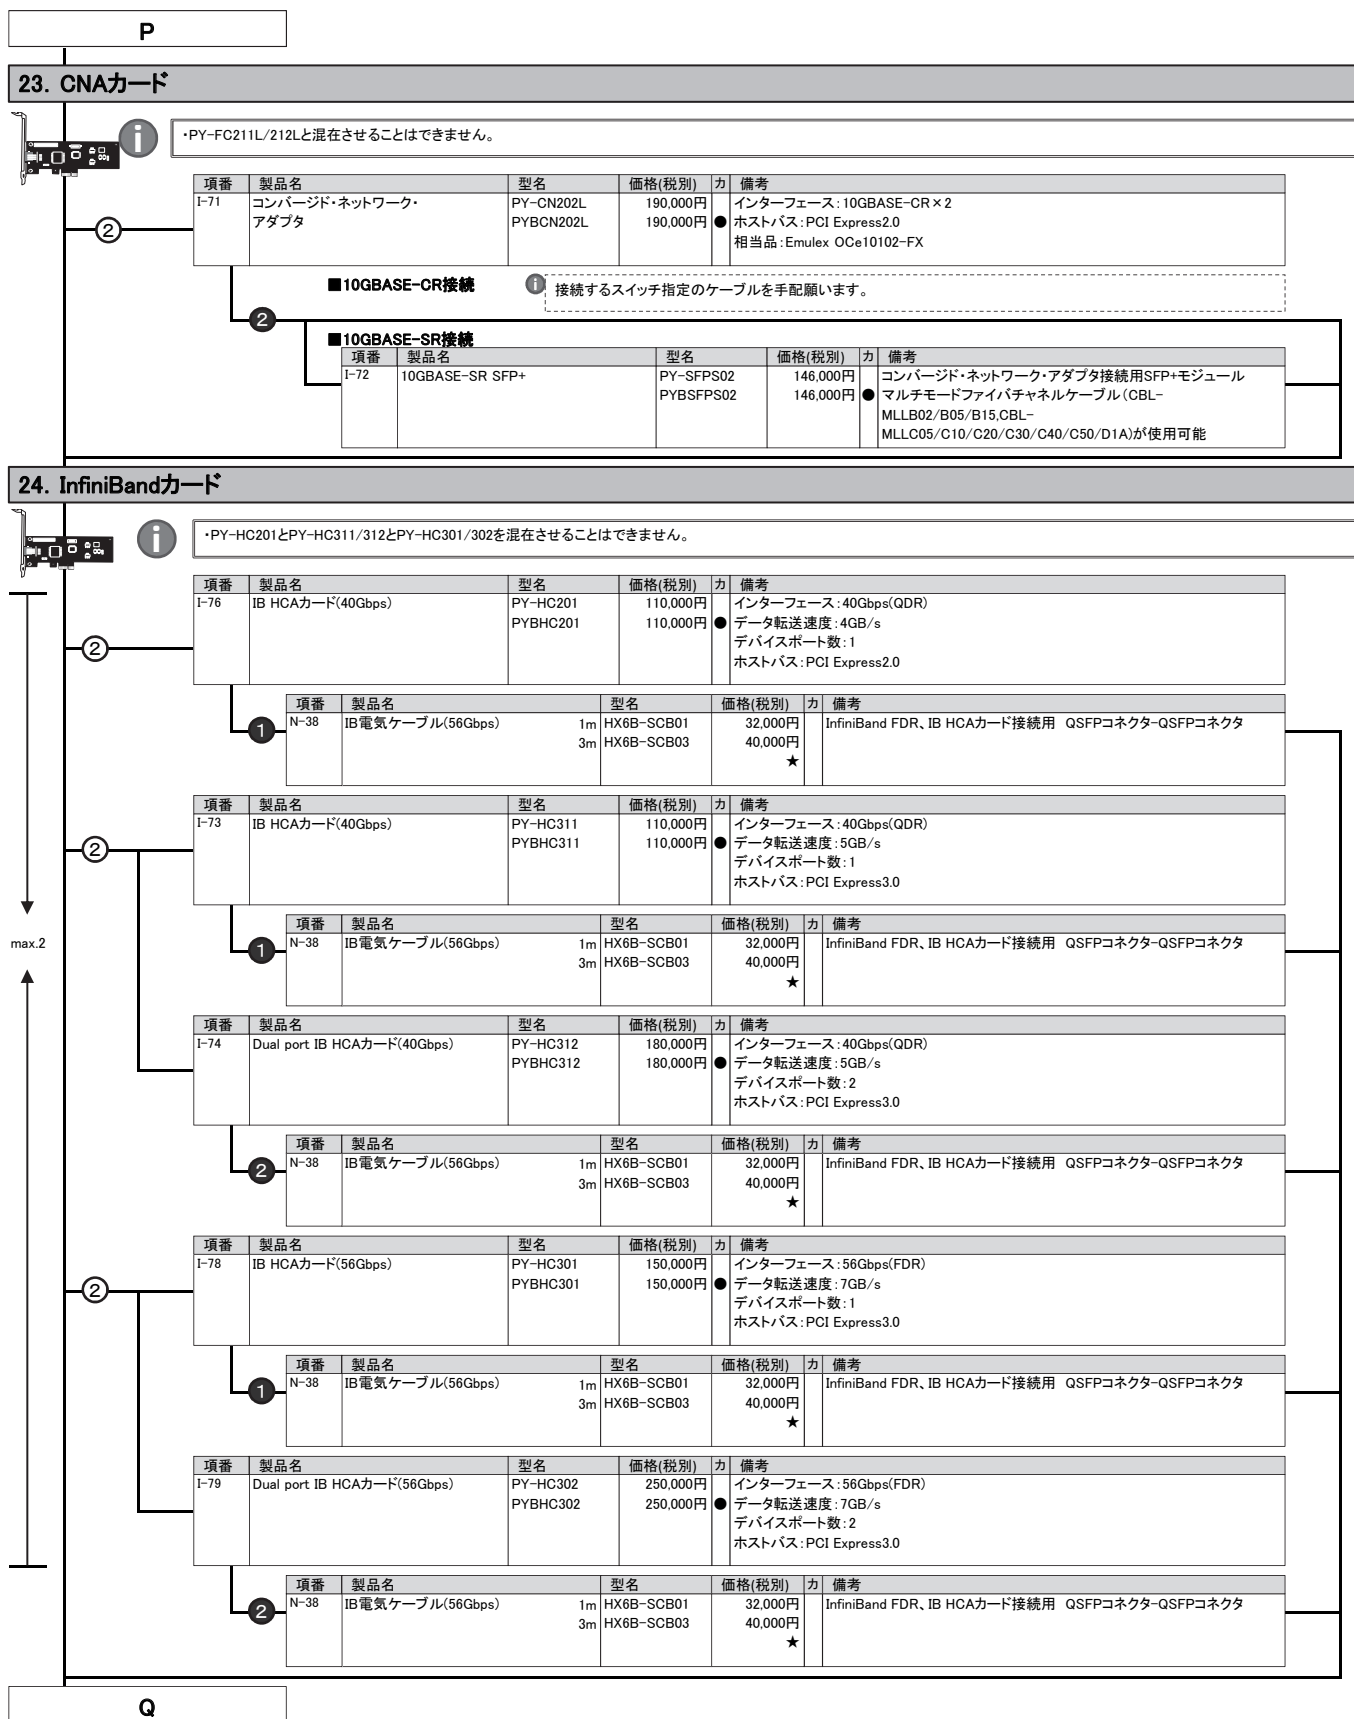 P
23. CNAカード
・PY-FC211L/212Lと混在させることはできません。
項番 製品名 型名 価格(税別) カ 備考
I-71 コンバージド・ネットワーク・ PY-CN202L 190,000円 インターフェース：10GBASE-CR×2
アダプタ PYBCN202L 190,000円 ● ホストバス：PCI Express2.0
相当品：Emulex OCe10102-FX
②
■10GBASE-CR接続
接続するスイッチ指定のケーブルを手配願います。
❷
■10GBASE-SR接続
項番 製品名 型名 価格(税別) カ 備考
I-72 10GBASE-SR SFP+ PY-SFPS02 146,000円 コンバージド・ネットワーク・アダプタ接続用SFP+モジュール
PYBSFPS02 146,000円 ● マルチモードファイバチャネルケーブル（CBL-
MLLB02/B05/B15,CBL-
MLLC05/C10/C20/C30/C40/C50/D1A)が使用可能
24. InfiniBandカード
・PY-HC201とPY-HC311/312とPY-HC301/302を混在させることはできません。
項番 製品名 型名 価格(税別) カ 備考
I-76 IB HCAカード(40Gbps) PY-HC201 110,000円 インターフェース：40Gbps(QDR)
PYBHC201 110,000円 ● データ転送速度：4GB/s
② デバイスポート数：1
ホストバス：PCI Express2.0
項番 製品名 型名 価格(税別) カ 備考
❶ N-38 IB電気ケーブル(56Gbps) 1m HX6B-SCB01 32,000円 InfiniBand FDR、IB HCAカード接続用 QSFPコネクタ-QSFPコネクタ
3m HX6B-SCB03 40,000円
★
項番 製品名 型名 価格(税別) カ 備考
I-73 IB HCAカード(40Gbps) PY-HC311 110,000円 インターフェース：40Gbps(QDR)
② PYBHC311 110,000円 ● データ転送速度：5GB/s
デバイスポート数：1
ホストバス：PCI Express3.0
項番 製品名 型名 価格(税別) カ 備考
max.2
❶ N-38 IB電気ケーブル(56Gbps) 1m HX6B-SCB01 32,000円 InfiniBand FDR、IB HCAカード接続用 QSFPコネクタ-QSFPコネクタ
3m HX6B-SCB03 40,000円
★
項番 製品名 型名 価格(税別) カ 備考
I-74 Dual port IB HCAカード(40Gbps) PY-HC312 180,000円 インターフェース：40Gbps(QDR)
PYBHC312 180,000円 ● データ転送速度：5GB/s
デバイスポート数：2
ホストバス：PCI Express3.0
項番 製品名 型名 価格(税別) カ 備考
❷ N-38 IB電気ケーブル(56Gbps) 1m HX6B-SCB01 32,000円 InfiniBand FDR、IB HCAカード接続用 QSFPコネクタ-QSFPコネクタ
3m HX6B-SCB03 40,000円
★
項番 製品名 型名 価格(税別) カ 備考
I-78 IB HCAカード(56Gbps) PY-HC301 150,000円 インターフェース：56Gbps(FDR)
② PYBHC301 150,000円 ● データ転送速度：7GB/s
デバイスポート数：1
ホストバス：PCI Express3.0
項番 製品名 型名 価格(税別) カ 備考
❶ N-38 IB電気ケーブル(56Gbps) 1m HX6B-SCB01 32,000円 InfiniBand FDR、IB HCAカード接続用 QSFPコネクタ-QSFPコネクタ
3m HX6B-SCB03 40,000円
★
項番 製品名 型名 価格(税別) カ 備考
I-79 Dual port IB HCAカード(56Gbps) PY-HC302 250,000円 インターフェース：56Gbps(FDR)
PYBHC302 250,000円 ● データ転送速度：7GB/s
デバイスポート数：2
ホストバス：PCI Express3.0
項番 製品名 型名 価格(税別) カ 備考
❷ N-38 IB電気ケーブル(56Gbps) 1m HX6B-SCB01 32,000円 InfiniBand FDR、IB HCAカード接続用 QSFPコネクタ-QSFPコネクタ
3m HX6B-SCB03 40,000円
★
Q